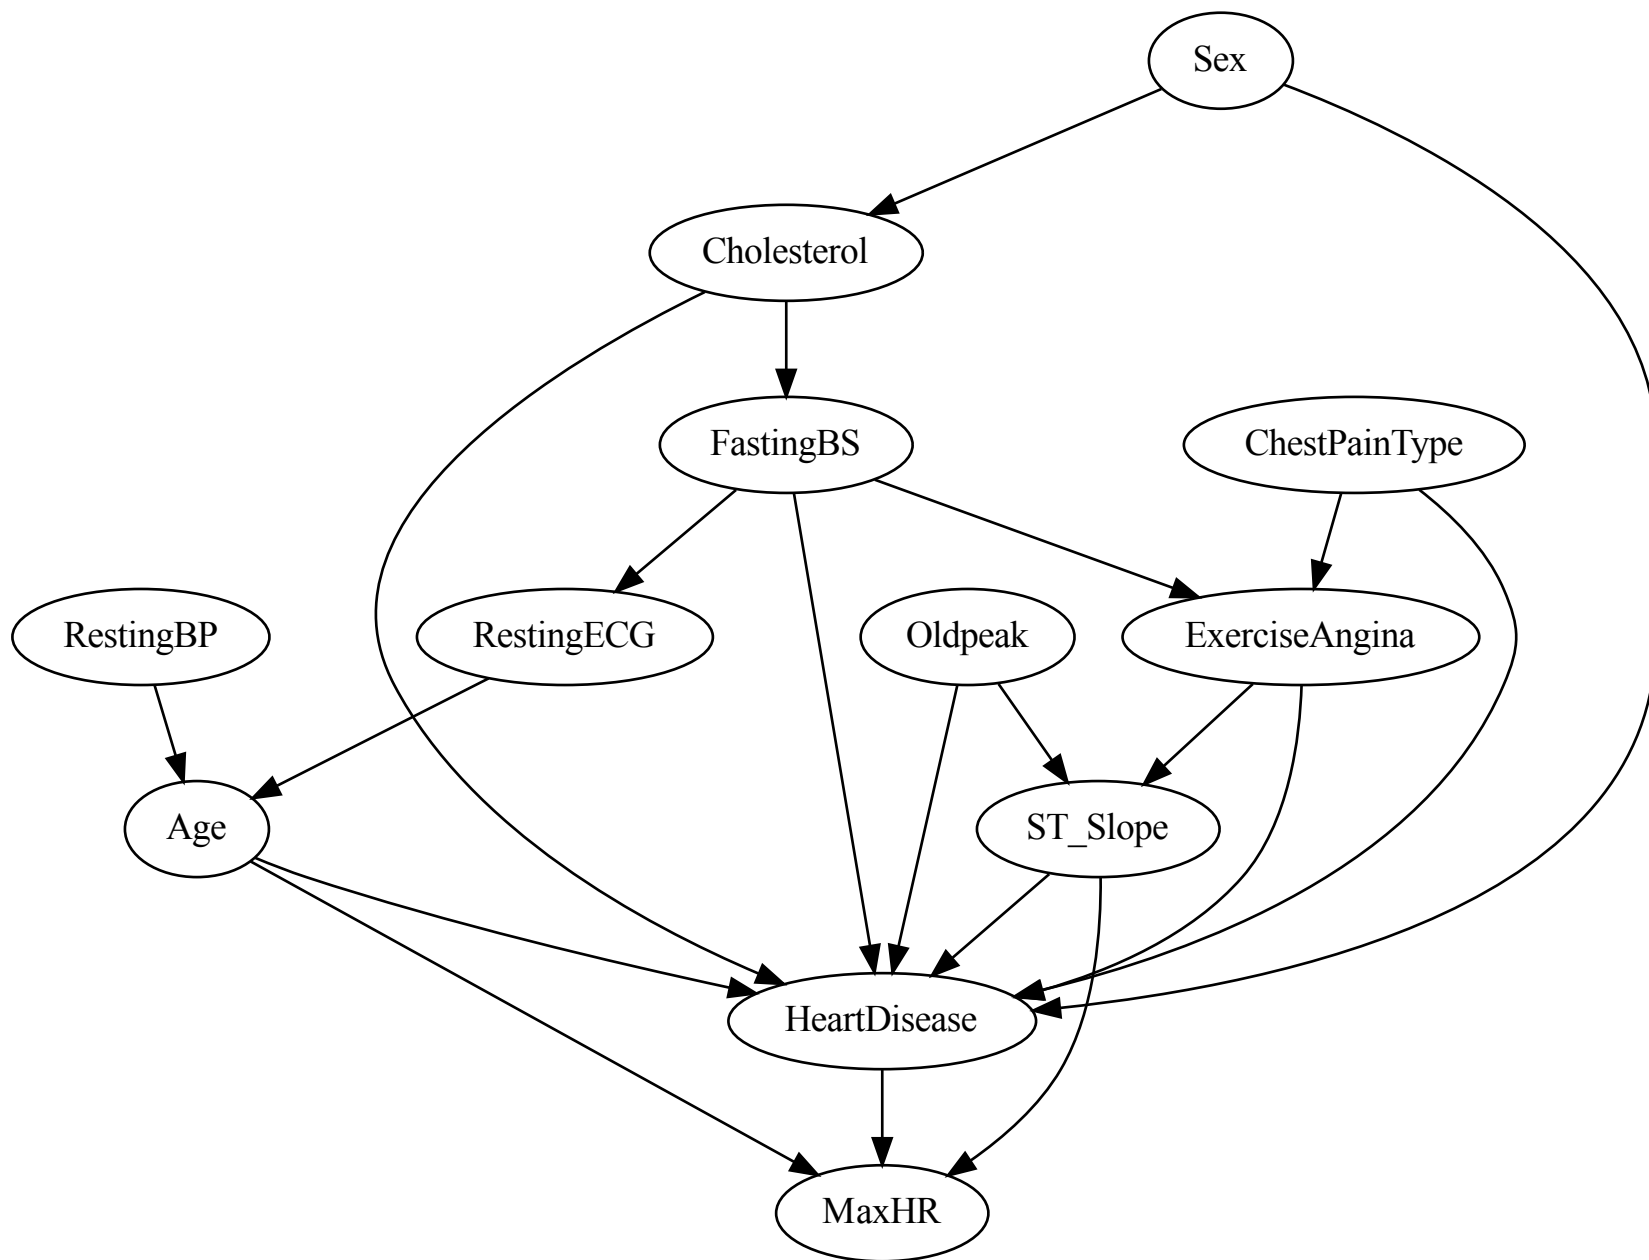 Sex
Cholesterol
FastingBS
ChestPainType
RestingBP
RestingECG
Oldpeak
ExerciseAngina
Age
ST_Slope
HeartDisease
MaxHR